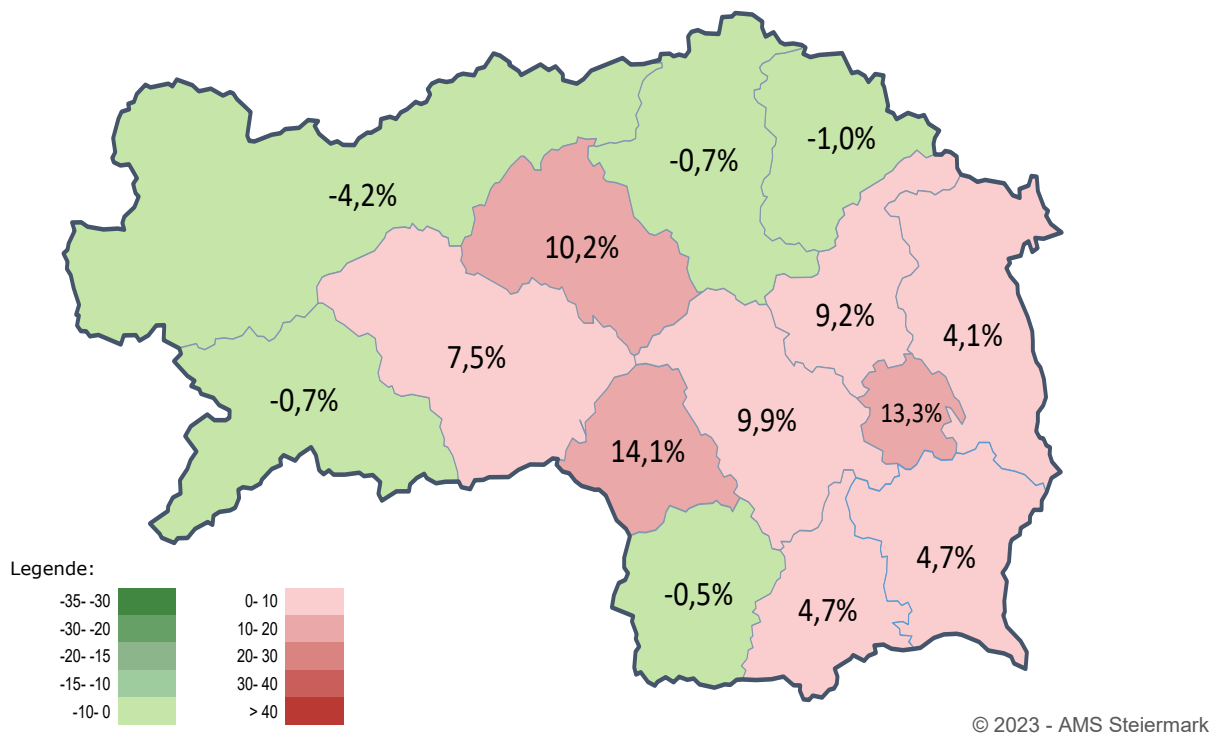 -1,0%
-0,7%
-4,2%
10,2%
9,2%
4,1%
7,5%
-0,7%
13,3%
9,9%
14,1%
4,7%
-0,5%
4,7%
Legende:
-35- -30 0- 10
-30- -20 10- 20
-20- -15 20- 30
-15- -10 30- 40
-10- 0 > 40
© 2023 - AMS Steiermark